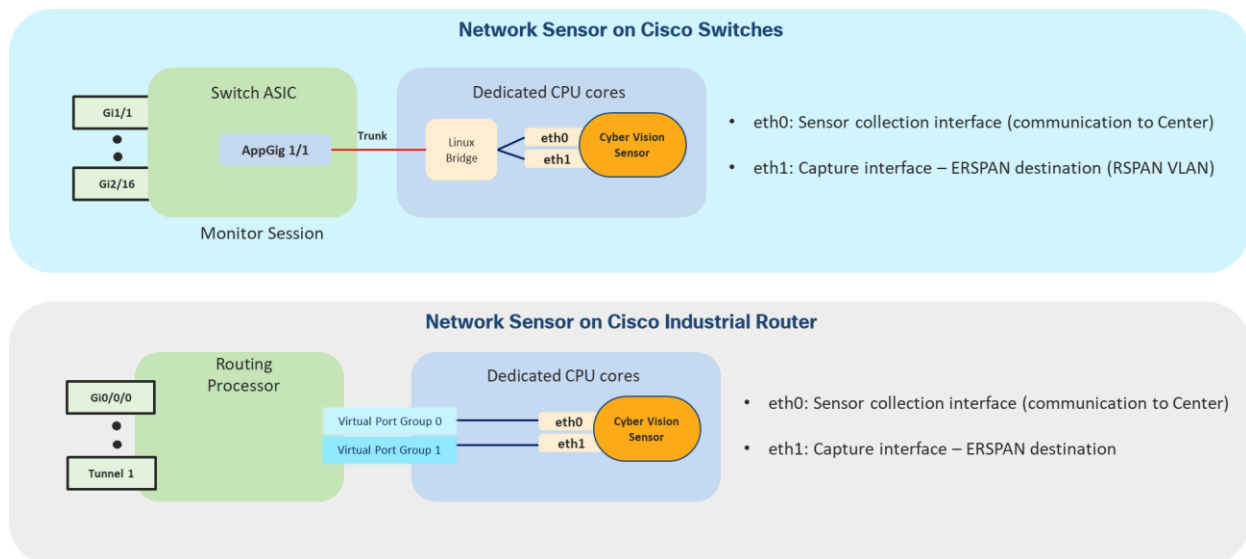 Network Sensor on Cisco Switches
Switch ASIC
Dedicated CPU cores
Gi1/1
Gi2/16
AppGig 1/1
Trunk
Linux
Bridge
eth0
eth1
Cyber Vision
Sensor
Monitor Session
• eth0: Sensor collection interface (communication to Center)
• eth1: Capture interface – ERSPAN destination (RSPAN VLAN)
Network Sensor on Cisco Industrial Router
Routing
Processor
Dedicated CPU cores
Gi0/0/0
Tunnel 1
Virtual Port Group 0
Virtual Port Group 1
eth0
eth1
Cyber Vision
Sensor
• eth0: Sensor collection interface (communication to Center)
• eth1: Capture interface – ERSPAN destination